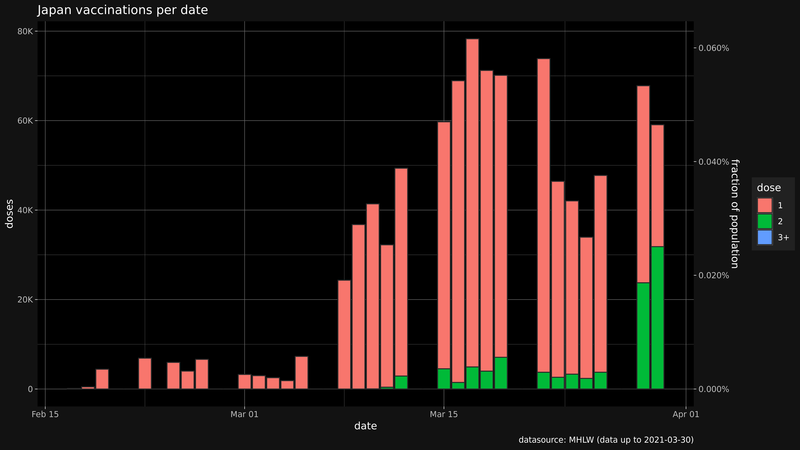 Japan vaccinations per date
80K
60K
40K
20K
0
doses
0.060%
0.040%
0.020%
0.000%
fraction of population
dose
1
2
3+
Feb 15
Mar 01
Mar 15
Apr 01
date
datasource: MHLW (data up to 2021-03-30)